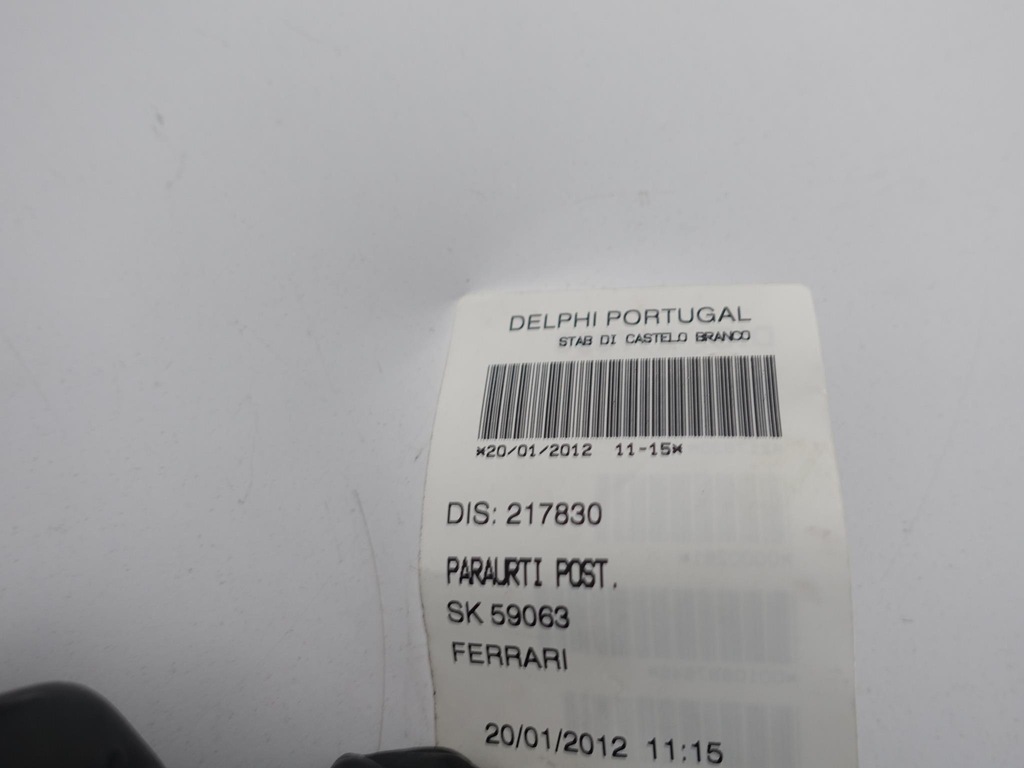 DELPHI PORTUGAL
STAB DI CASTELO BRANCO
*20/01/2012 11-15*
DIS: 217830
PARAURTI POST.
SK 59063
FERRARI
20/01/2012 11:15